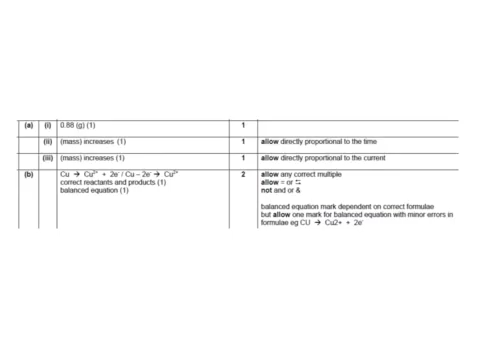 (a) (i) 0.88 (g) (1) 1
(ii) (mass) increases (1) 1 allow directly proportional to the time
(iii) (mass) increases (1) 1 allow directly proportional to the current
(b) Cu → Cu²⁺ + 2e⁻ / Cu – 2e⁻ → Cu²⁺ 2 allow any correct multiple
correct reactants and products (1) allow = or ⇆
balanced equation (1) not and or &
balanced equation mark dependent on correct formulae
but allow one mark for balanced equation with minor errors in
formulae eg CU → Cu2+ + 2e⁻